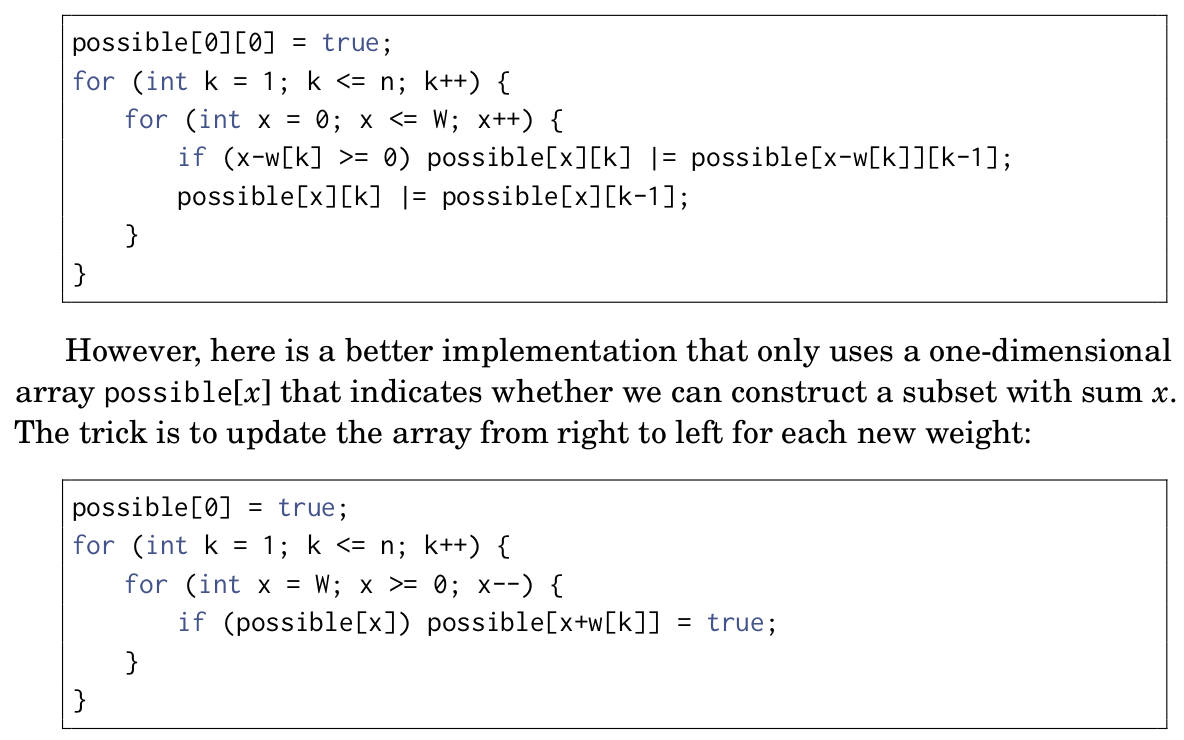 possible[0][0] = true;
for (int k = 1; k <= n; k++) {
    for (int x = 0; x <= W; x++) {
        if (x-w[k] >= 0) possible[x][k] |= possible[x-w[k]][k-1];
        possible[x][k] |= possible[x][k-1];
    }
}
However, here is a better implementation that only uses a one-dimensional
array possible[x] that indicates whether we can construct a subset with sum x.
The trick is to update the array from right to left for each new weight:
possible[0] = true;
for (int k = 1; k <= n; k++) {
    for (int x = W; x >= 0; x--) {
        if (possible[x]) possible[x+w[k]] = true;
    }
}